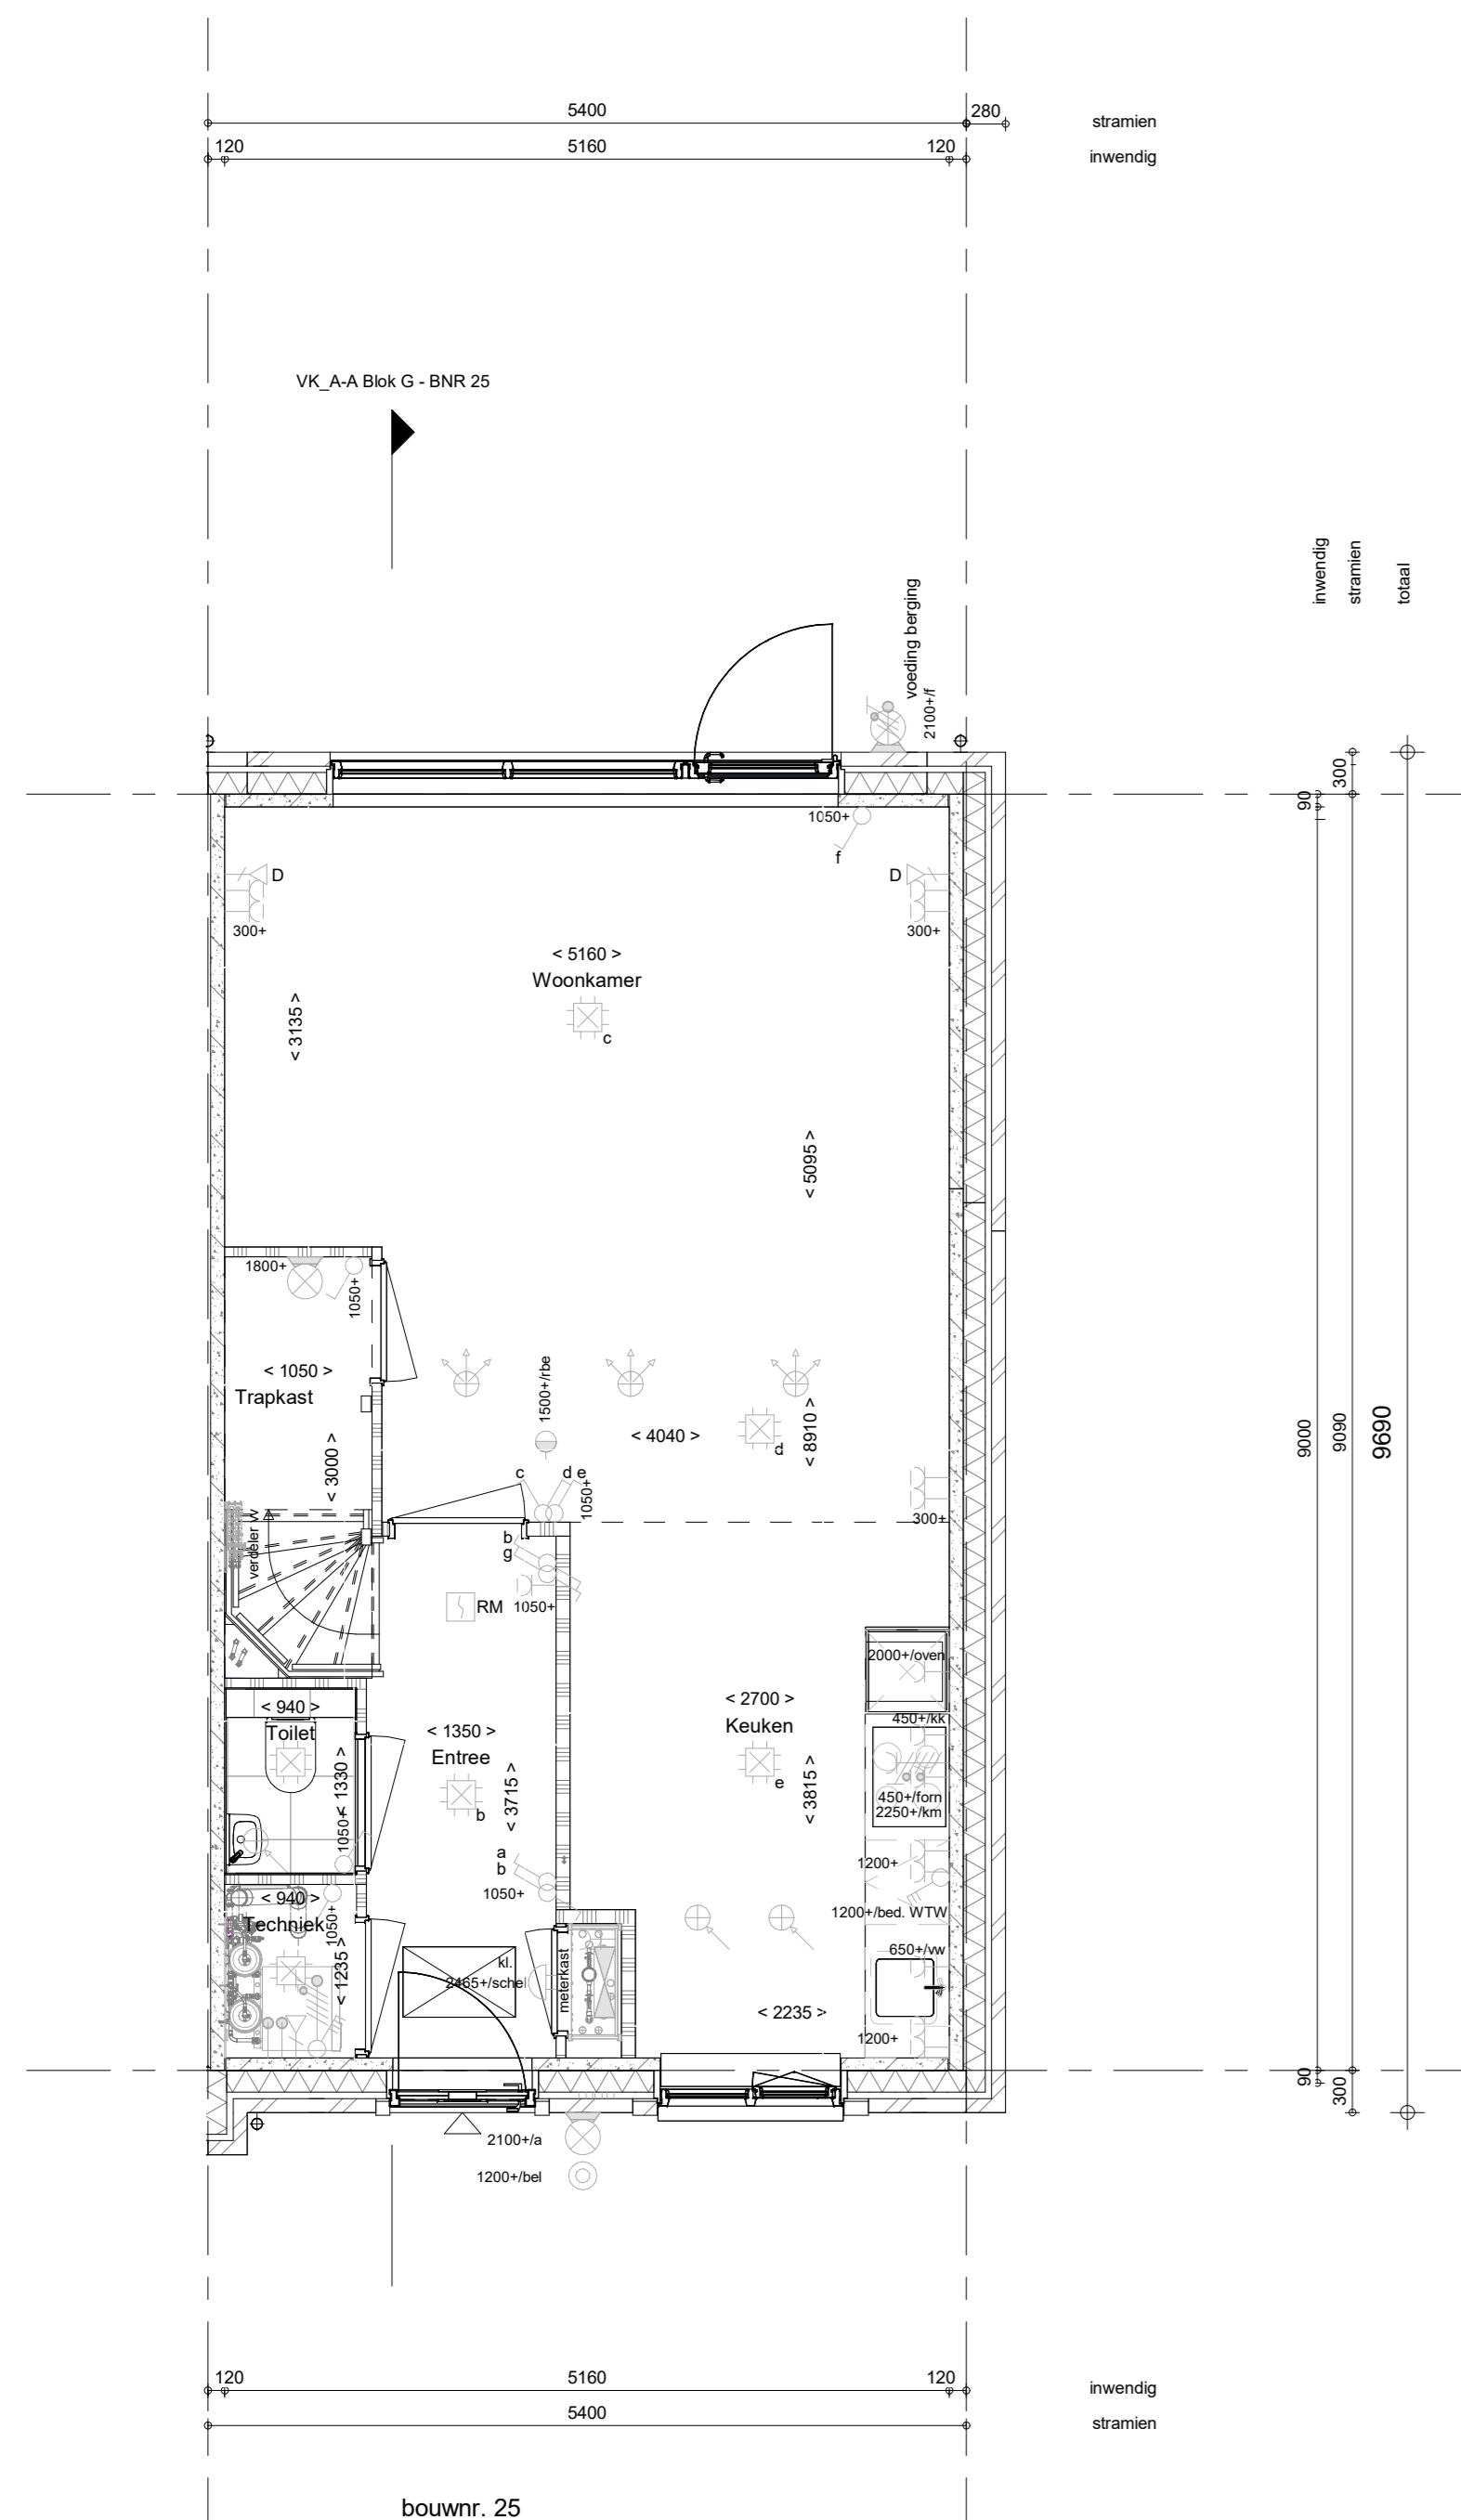 5400
280
stramien
120
5160
120
inwendig
VK_A-A Blok G - BNR 25
inwendig
stramien
totaal
voeding berging
2100+/f
300
90
1050+
f
D
D
300+
300+
< 5160 >
Woonkamer
c
< 3135 >
< 5095 >
1800+
1050+
< 1050 >
Trapkast
1500+/rbe
< 4040 >
d
< 8910 >
9000
9090
9690
< 3000 >
c
d e
1050+
300+
verdeler W
b
g
RM
1050+
2000+/oven
< 940 >
Toilet
< 2700 >
Keuken
450+/kk
< 1350 >
Entree
e
b
< 3715 >
< 1330 >
1050+
< 3815 >
450+/forn
2250+/km
a
b
1050+
1200+
< 940 >
Techniek
1050+
1200+/bed. WTW
< 1235 >
kl.
2465+/schel
meterkast
650+/vw
< 2235 >
1200+
90
300
2100+/a
1200+/bel
120
5160
120
inwendig
5400
stramien
bouwnr. 25